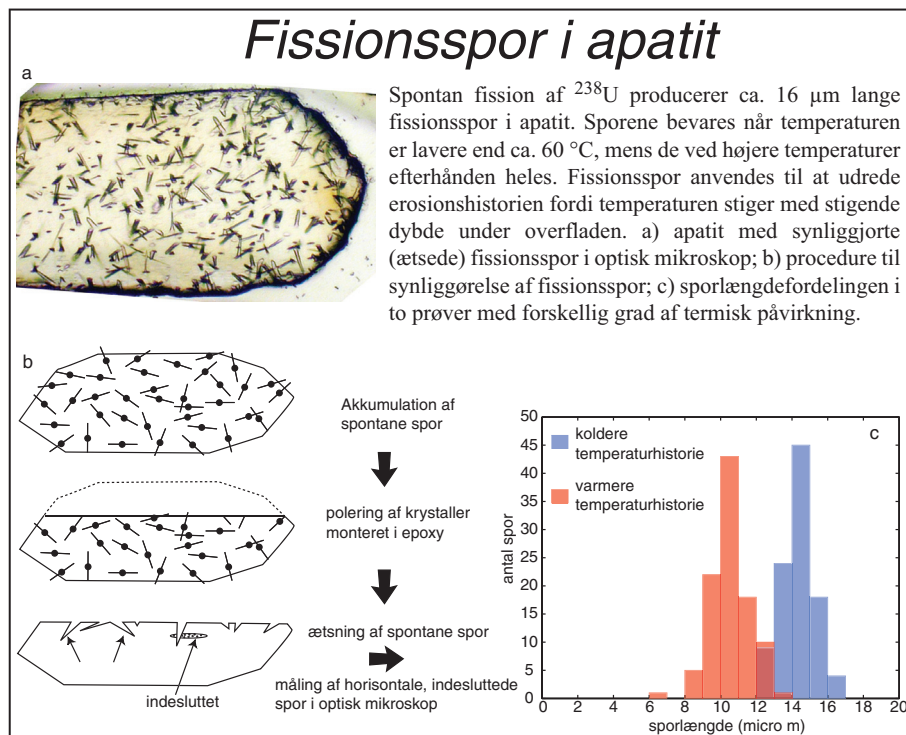 Fissionsspor i apatit
a
Spontan fission af ²³⁸U producerer ca. 16 µm lange
fissionsspor i apatit. Sporene bevares når temperaturen
er lavere end ca. 60 °C, mens de ved højere temperaturer
efterhånden heles. Fissionsspor anvendes til at udrede
erosionshistorien fordi temperaturen stiger med stigende
dybde under overfladen. a) apatit med synliggjorte
(ætsede) fissionsspor i optisk mikroskop; b) procedure til
synliggørelse af fissionsspor; c) sporlængdefordelingen i
to prøver med forskellig grad af termisk påvirkning.
b
Akkumulation af
spontane spor
polering af krystaller
monteret i epoxy
ætsning af spontane spor
indesluttet
måling af horisontale, indesluttede
spor i optisk mikroskop
c
koldere
temperaturhistorie
varmere
temperaturhistorie
antal spor
50
45
40
35
30
25
20
15
10
5
0
0 2 4 6 8 10 12 14 16 18 20
sporlængde (micro m)